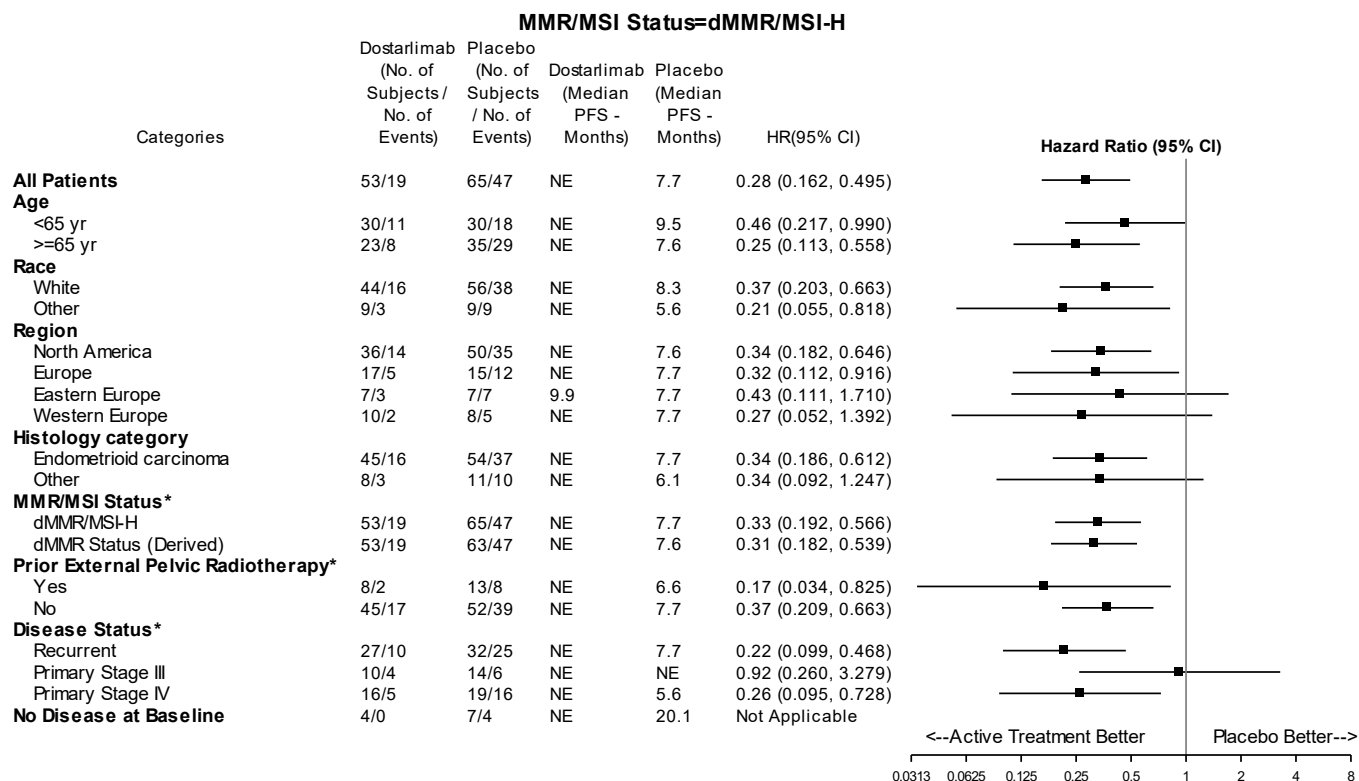 MMR/MSI Status=dMMR/MSI-H
Categories Dostarlimab (No. of Subjects / No. of Events) Placebo (No. of Subjects / No. of Events) Dostarlimab (Median PFS - Months) Placebo (Median PFS - Months) HR(95% CI) Hazard Ratio (95% CI)
All Patients 53/19 65/47 NE 7.7 0.28 (0.162, 0.495)
Age
<65 yr 30/11 30/18 NE 9.5 0.46 (0.217, 0.990)
>=65 yr 23/8 35/29 NE 7.6 0.25 (0.113, 0.558)
Race
White 44/16 56/38 NE 8.3 0.37 (0.203, 0.663)
Other 9/3 9/9 NE 5.6 0.21 (0.055, 0.818)
Region
North America 36/14 50/35 NE 7.6 0.34 (0.182, 0.646)
Europe 17/5 15/12 NE 7.7 0.32 (0.112, 0.916)
Eastern Europe 7/3 7/7 9.9 7.7 0.43 (0.111, 1.710)
Western Europe 10/2 8/5 NE 7.7 0.27 (0.052, 1.392)
Histology category
Endometrioid carcinoma 45/16 54/37 NE 7.7 0.34 (0.186, 0.612)
Other 8/3 11/10 NE 6.1 0.34 (0.092, 1.247)
MMR/MSI Status*
dMMR/MSI-H 53/19 65/47 NE 7.7 0.33 (0.192, 0.566)
dMMR Status (Derived) 53/19 63/47 NE 7.6 0.31 (0.182, 0.539)
Prior External Pelvic Radiotherapy*
Yes 8/2 13/8 NE 6.6 0.17 (0.034, 0.825)
No 45/17 52/39 NE 7.7 0.37 (0.209, 0.663)
Disease Status*
Recurrent 27/10 32/25 NE 7.7 0.22 (0.099, 0.468)
Primary Stage III 10/4 14/6 NE NE 0.92 (0.260, 3.279)
Primary Stage IV 16/5 19/16 NE 5.6 0.26 (0.095, 0.728)
No Disease at Baseline 4/0 7/4 NE 20.1 Not Applicable
<--Active Treatment Better Placebo Better-->
0.0313 0.0625 0.125 0.25 0.5 1 2 4 8